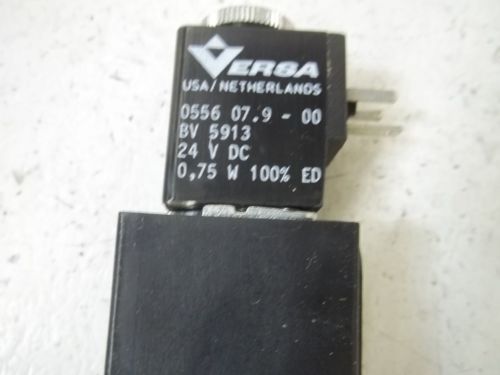 VERSA
USA/NETHERLANDS
0556 07.9 - 00
BV 5913
24 V DC
0,75 W 100% ED